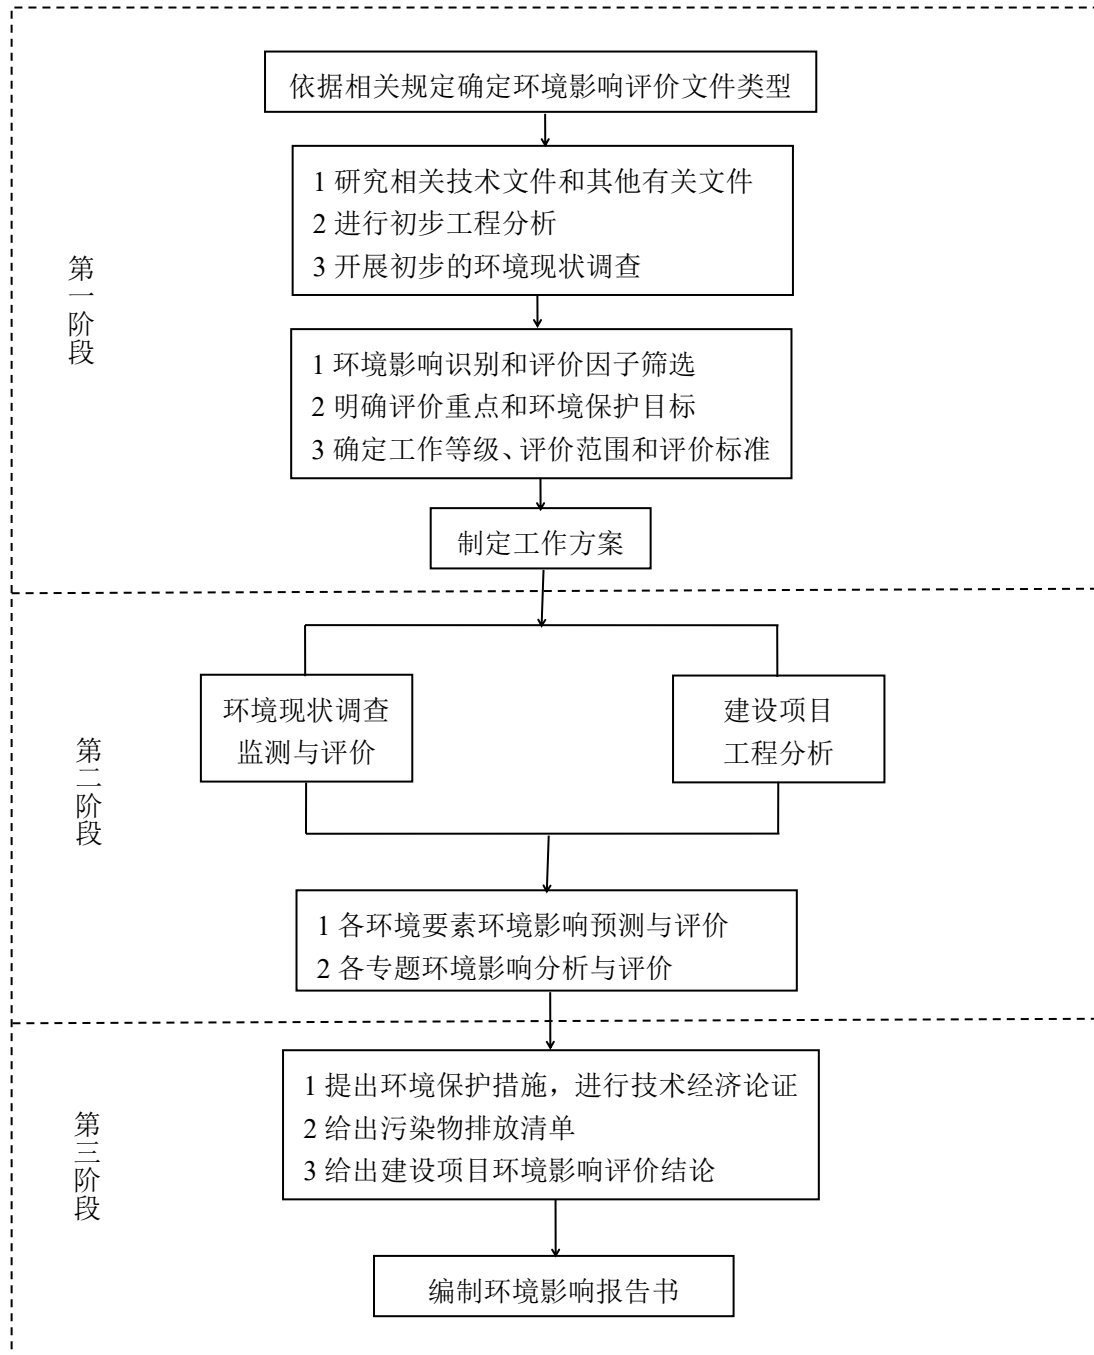 依据相关规定确定环境影响评价文件类型
1 研究相关技术文件和其他有关文件
2 进行初步工程分析
3 开展初步的环境现状调查
第一阶段
1 环境影响识别和评价因子筛选
2 明确评价重点和环境保护目标
3 确定工作等级、评价范围和评价标准
制定工作方案
环境现状调查
监测与评价
建设项目
工程分析
第二阶段
1 各环境要素环境影响预测与评价
2 各专题环境影响分析与评价
1 提出环境保护措施，进行技术经济论证
2 给出污染物排放清单
3 给出建设项目环境影响评价结论
第三阶段
编制环境影响报告书